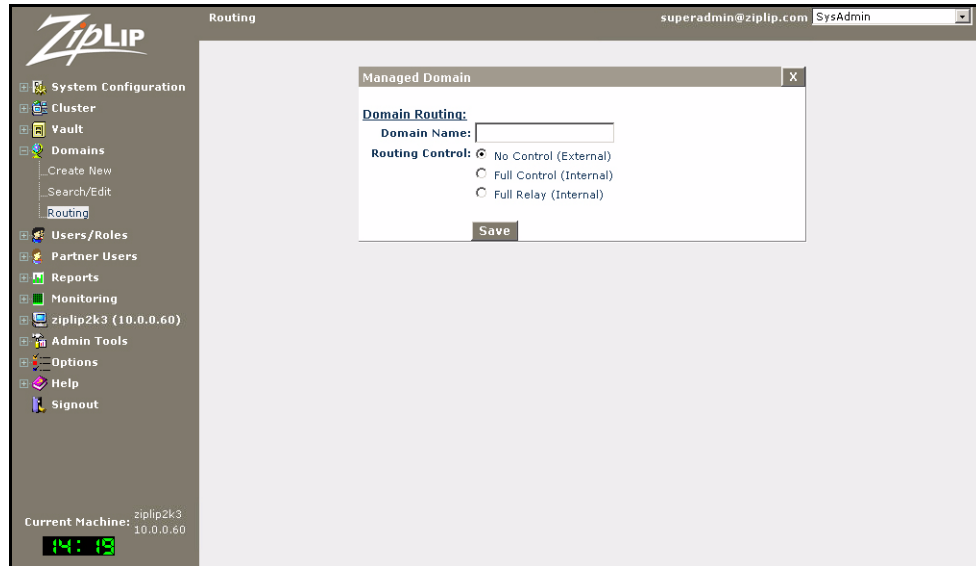 Routing
superadmin@ziplip.com SysAdmin
ZipLip
System Configuration
Cluster
Vault
Domains
Create New
Search/Edit
Routing
Users/Roles
Partner Users
Reports
Monitoring
ziplip2k3 (10.0.0.60)
Admin Tools
Options
Help
Signout
Current Machine: ziplip2k3
10.0.0.60
14:19
Managed Domain X
Domain Routing:
Domain Name:
Routing Control: No Control (External)
Full Control (Internal)
Full Relay (Internal)
Save